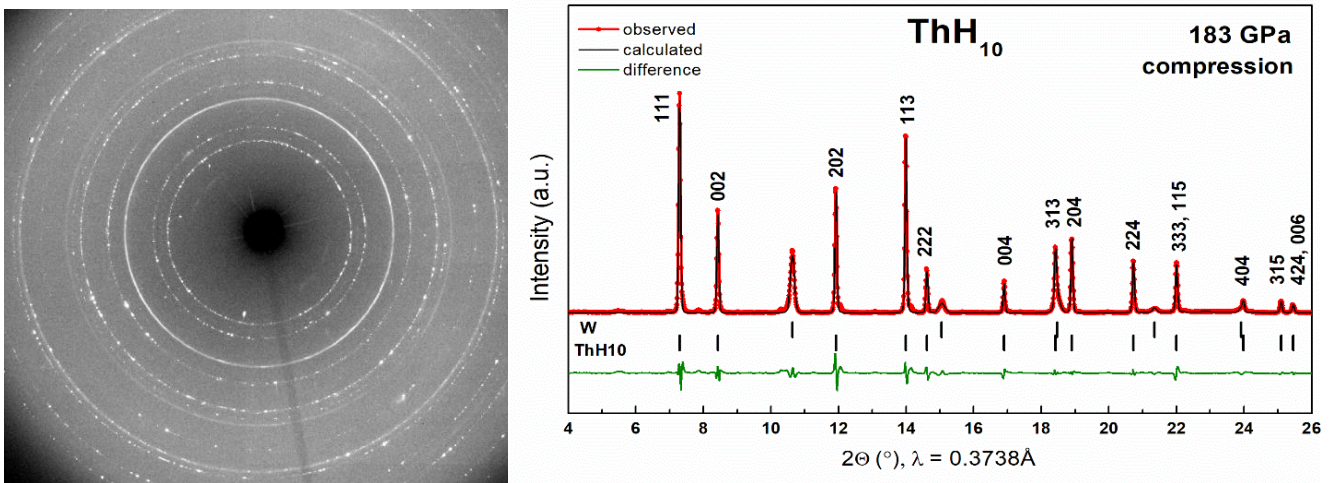 observed
calculated
difference
ThH10
183 GPa
compression
111
002
202
113
222
004
313
204
224
333, 115
404
315
424, 006
Intensity (a.u.)
W
ThH10
4 6 8 10 12 14 16 18 20 22 24 26
2Θ (°), λ = 0.3738Å